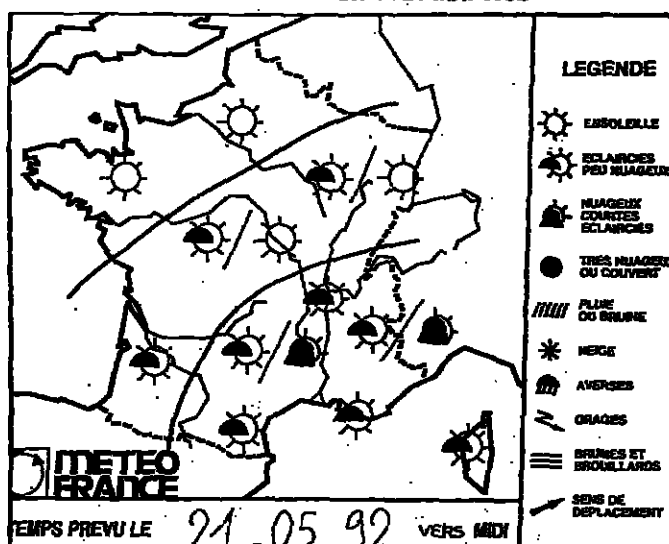 LEGENDE
ENSOLEILLE
ECLAIRCIES
PEU NUAGEUX
NUAGEUX
COURTES
ECLAIRCIES
TRES NUAGEUX
OU COUVERT
PLUIE
OU BRUINE
NEIGE
AVERSES
ORAGES
BRUMES ET
BROUILLARDS
SENS DE
DEPLACEMENT
METEO
FRANCE
TEMPS PREVU LE 21 . 05 92 VERS MIDI